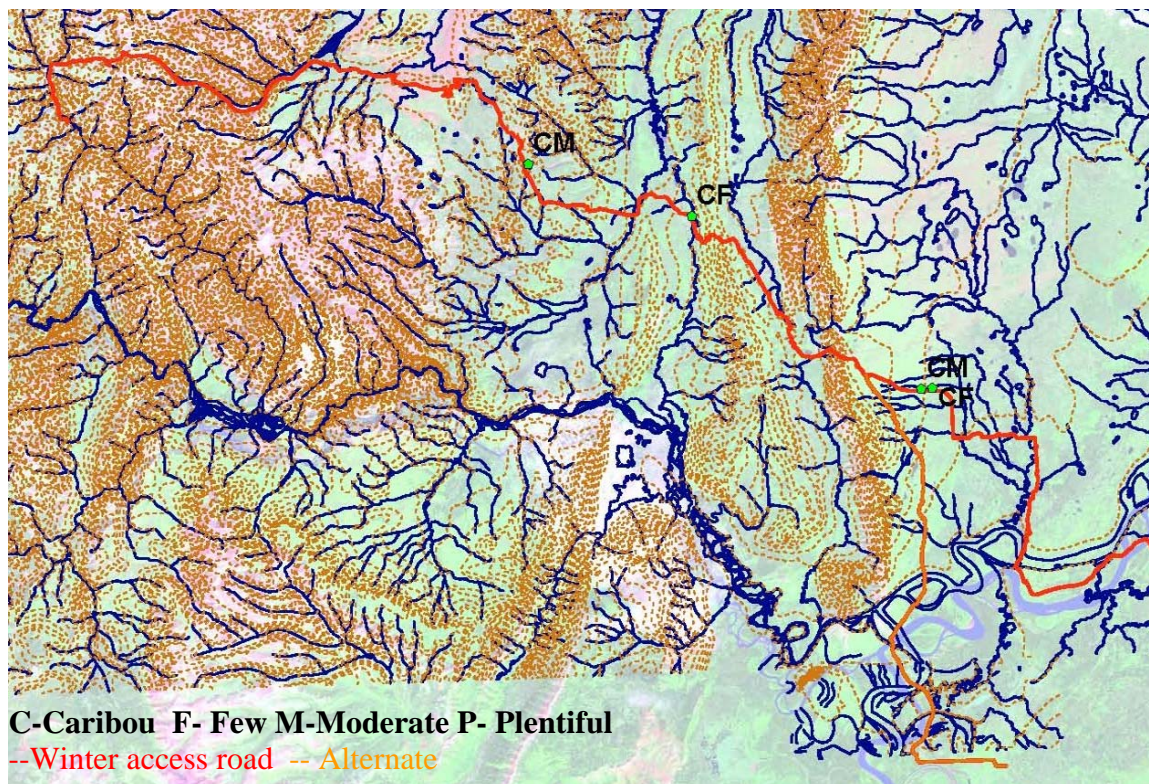 CM
CF
CM
CF
C-Caribou F- Few M-Moderate P- Plentiful
--Winter access road -- Alternate